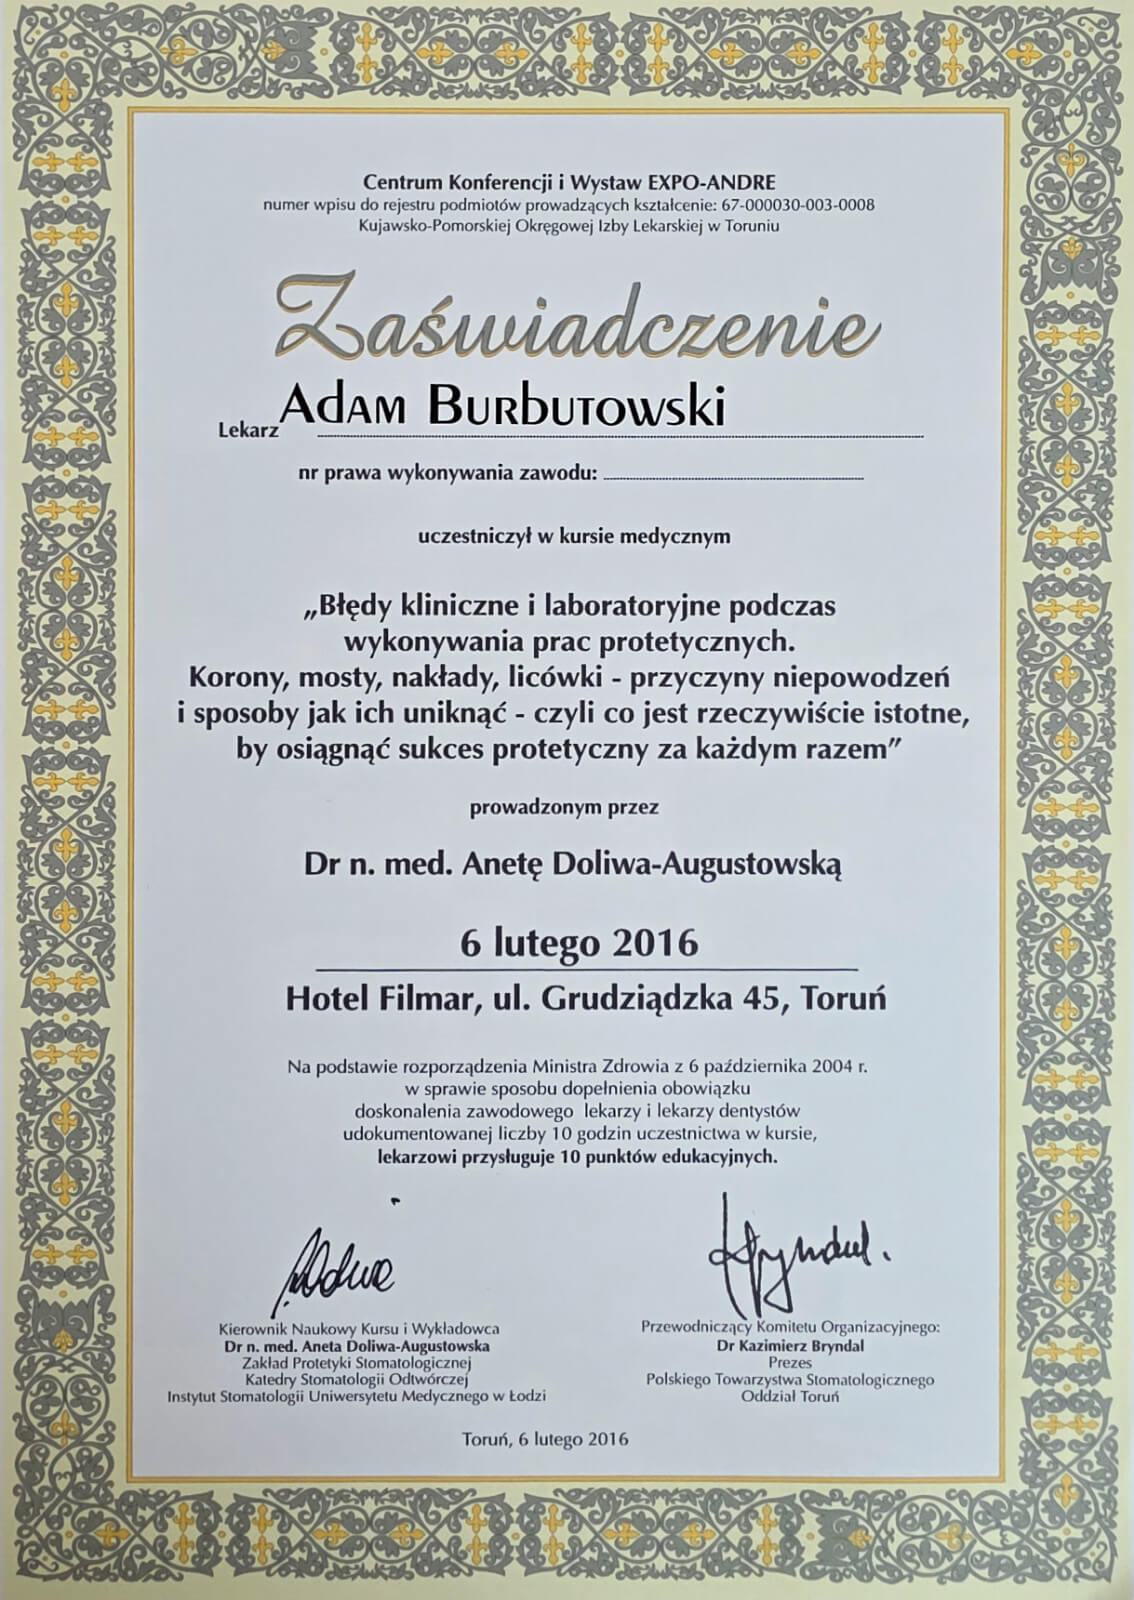 Centrum Konferencji i Wystaw EXPO-ANDRE
numer wpisu do rejestru podmiotów prowadzących kształcenie: 67-000030-003-0008
Kujawsko-Pomorskiej Okręgowej Izby Lekarskiej w Toruniu
Zaświadczenie
Lekarz Adam Burbutowski
nr prawa wykonywania zawodu:
uczestniczył w kursie medycznym
„Błędy kliniczne i laboratoryjne podczas
wykonywania prac protetycznych.
Korony, mosty, nakłady, licówki - przyczyny niepowodzeń
i sposoby jak ich uniknąć - czyli co jest rzeczywiście istotne,
by osiągnąć sukces protetyczny za każdym razem”
prowadzonym przez
Dr n. med. Anetę Doliwa-Augustowską
6 lutego 2016
Hotel Filmar, ul. Grudziądzka 45, Toruń
Na podstawie rozporządzenia Ministra Zdrowia z 6 października 2004 r.
w sprawie sposobu dopełnienia obowiązku
doskonalenia zawodowego lekarzy i lekarzy dentystów
udokumentowanej liczby 10 godzin uczestnictwa w kursie,
lekarzowi przysługuje 10 punktów edukacyjnych.
Kierownik Naukowy Kursu i Wykładowca
Dr n. med. Aneta Doliwa-Augustowska
Zakład Protetyki Stomatologicznej
Katedry Stomatologii Odtwórczej
Instytut Stomatologii Uniwersytetu Medycznego w Łodzi
Przewodniczący Komitetu Organizacyjnego:
Dr Kazimierz Bryndal
Prezes
Polskiego Towarzystwa Stomatologicznego
Oddział Toruń
Toruń, 6 lutego 2016